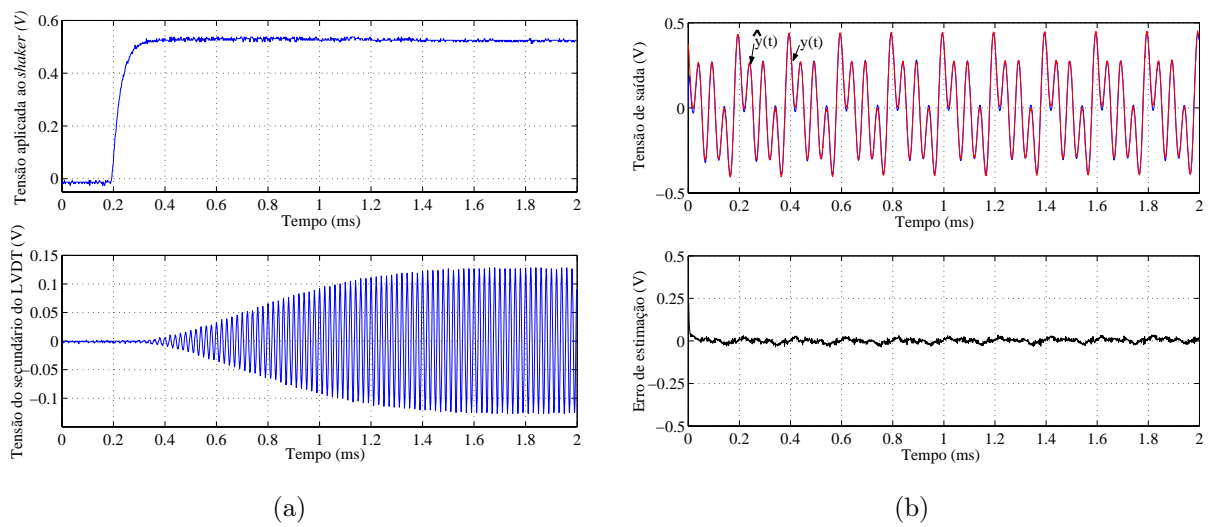 Tensão aplicada ao shaker (V)
0.6
0.4
0.2
0
0 0.2 0.4 0.6 0.8 1 1.2 1.4 1.6 1.8 2
Tempo (ms)
Tensão do secundário do LVDT (V)
0.15
0.1
0.05
0
−0.05
−0.1
0 0.2 0.4 0.6 0.8 1 1.2 1.4 1.6 1.8 2
Tempo (ms)
(a)
Tensão de saída (V)
0.5
0.25
0
−0.5
ŷ(t) y(t)
0 0.2 0.4 0.6 0.8 1 1.2 1.4 1.6 1.8 2
Tempo (ms)
Erro de estimação (V)
0.5
0.25
0
−0.25
−0.5
0 0.2 0.4 0.6 0.8 1 1.2 1.4 1.6 1.8 2
Tempo (ms)
(b)